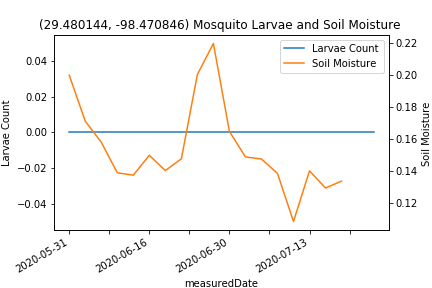 (29.480144, -98.470846) Mosquito Larvae and Soil Moisture
Larvae Count
Soil Moisture
0.04
0.02
0.00
−0.02
−0.04
Larvae Count
0.22
0.20
0.18
0.16
0.14
0.12
Soil Moisture
2020-05-31
2020-06-16
2020-06-30
2020-07-13
measuredDate